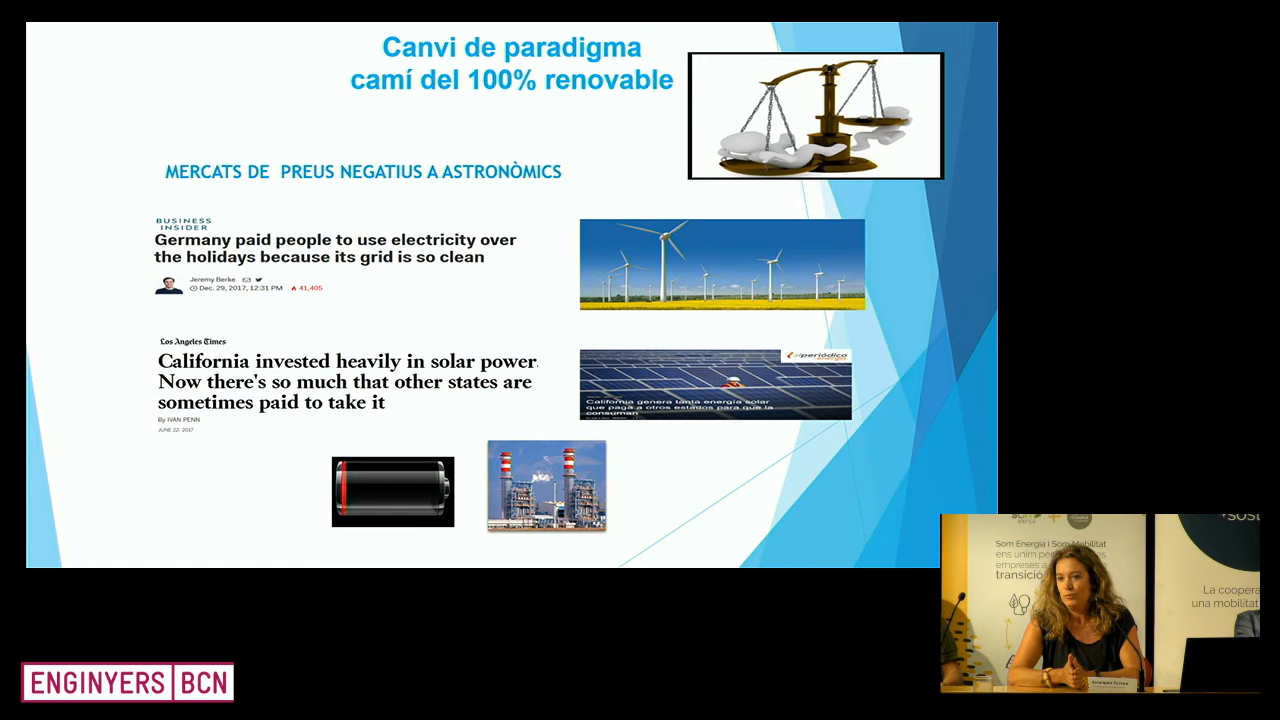 Canvi de paradigma
camí del 100% renovable
MERCATS DE PREUS NEGATIUS A ASTRONÒMICS
BUSINESS
INSIDER
Germany paid people to use electricity over
the holidays because its grid is so clean
Jeremy Berke
Dec. 29, 2017, 12:31 PM 41,405
Los Angeles Times
California invested heavily in solar power.
Now there's so much that other states are
sometimes paid to take it
By IVAN PENN
JUNE 22, 2017
elperiódico
energía
California genera tanta energía solar
que paga a otros estados para que la
consuman
som
energia
Som Energia i Som Mobilitat
ens unim
empreses a
transició
La coopera
una mobilitat
ENGINYERS BCN